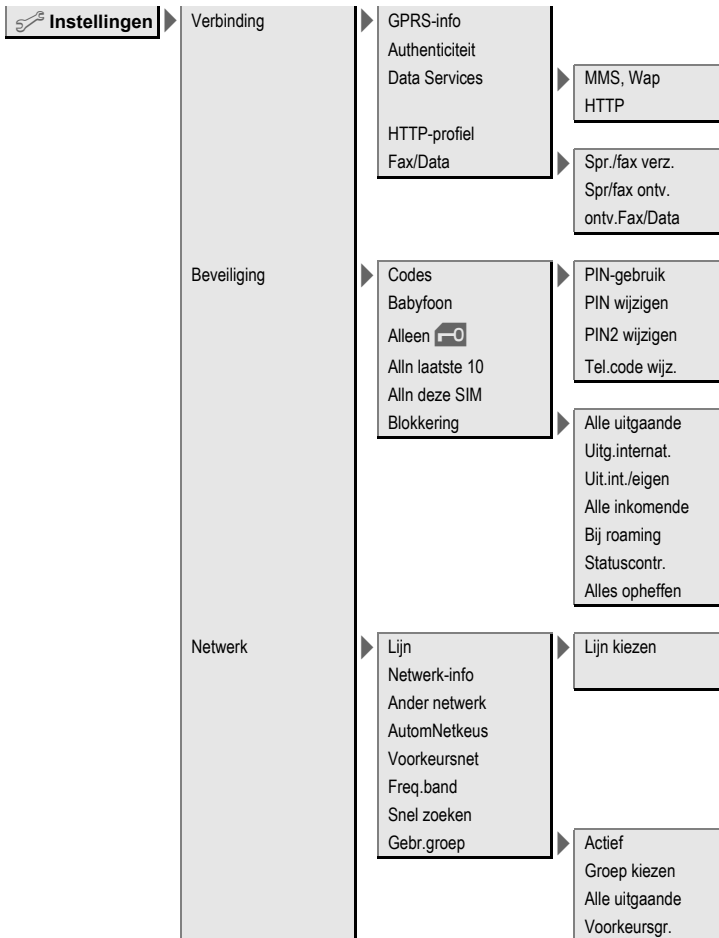 Instellingen
Verbinding
GPRS-info
Authenticiteit
Data Services
MMS, Wap
HTTP
HTTP-profiel
Fax/Data
Spr./fax verz.
Spr/fax ontv.
ontv.Fax/Data
Beveiliging
Codes
PIN-gebruik
PIN wijzigen
PIN2 wijzigen
Tel.code wijz.
Babyfoon
Alleen
Alln laatste 10
Alln deze SIM
Blokkering
Alle uitgaande
Uitg.internat.
Uit.int./eigen
Alle inkomende
Bij roaming
Statuscontr.
Alles opheffen
Netwerk
Lijn
Lijn kiezen
Netwerk-info
Ander netwerk
AutomNetkeus
Voorkeursnet
Freq.band
Snel zoeken
Gebr.groep
Actief
Groep kiezen
Alle uitgaande
Voorkeursgr.